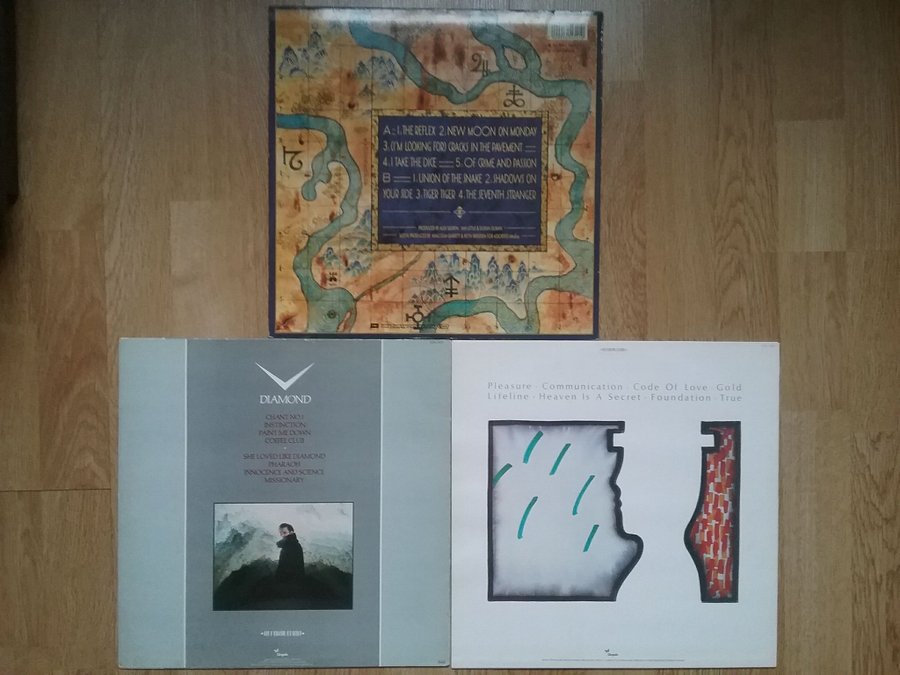 A : 1. THE REFLEX 2. NEW MOON ON MONDAY
3. (I'M LOOKING FOR) CRACKS IN THE PAVEMENT
4. I TAKE THE DICE 5. OF CRIME AND PASSION
B 1. UNION OF THE SNAKE 2. SHADOWS ON
YOUR SIDE 3. TIGER TIGER 4. THE SEVENTH STRANGER
DIAMOND
CHANT NO.1
INSTINCTION
PAINT ME DOWN
COFFEE CLUB
SHE LOVED LIKE DIAMOND
PHARAOH
INNOCENCE AND SCIENCE
MISSIONARY
Chrysalis
Pleasure · Communication · Code Of Love · Gold
Lifeline · Heaven Is A Secret · Foundation · True
Chrysalis